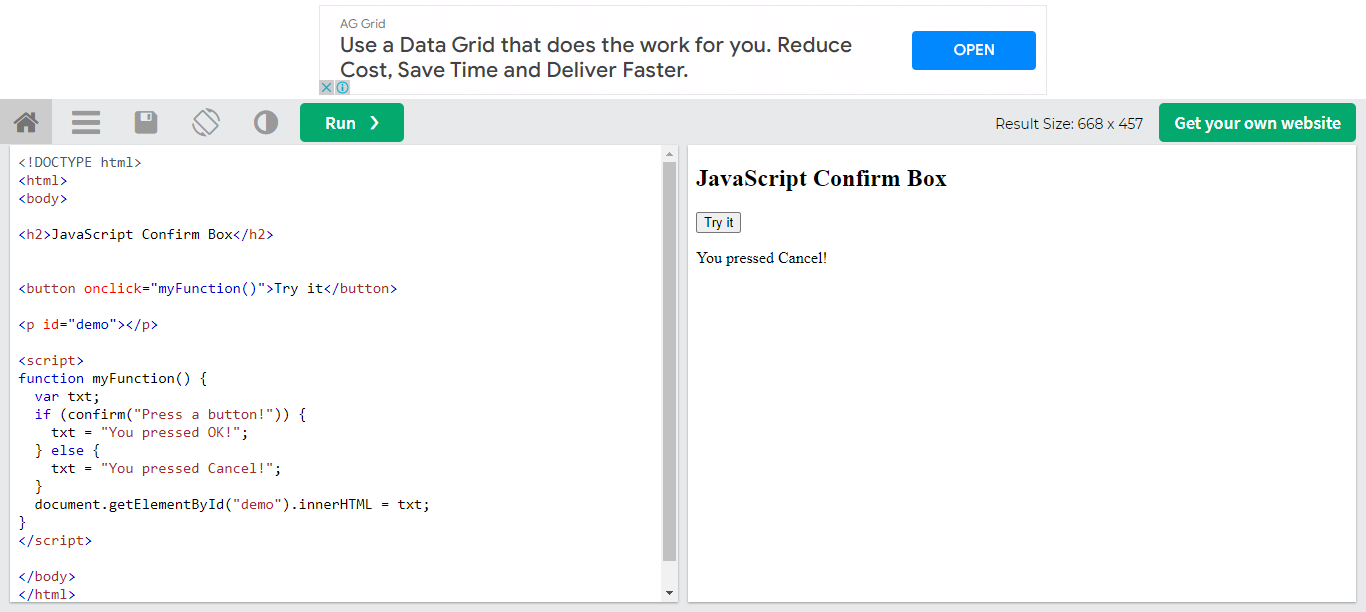 AG Grid
Use a Data Grid that does the work for you. Reduce
Cost, Save Time and Deliver Faster.
OPEN
Run ❯
Result Size: 668 x 457
Get your own website
<!DOCTYPE html>
<html>
<body>
<h2>JavaScript Confirm Box</h2>
<button onclick="myFunction()">Try it</button>
<p id="demo"></p>
<script>
function myFunction() {
  var txt;
  if (confirm("Press a button!")) {
    txt = "You pressed OK!";
  } else {
    txt = "You pressed Cancel!";
  }
  document.getElementById("demo").innerHTML = txt;
}
</script>
</body>
</html>
JavaScript Confirm Box
Try it
You pressed Cancel!